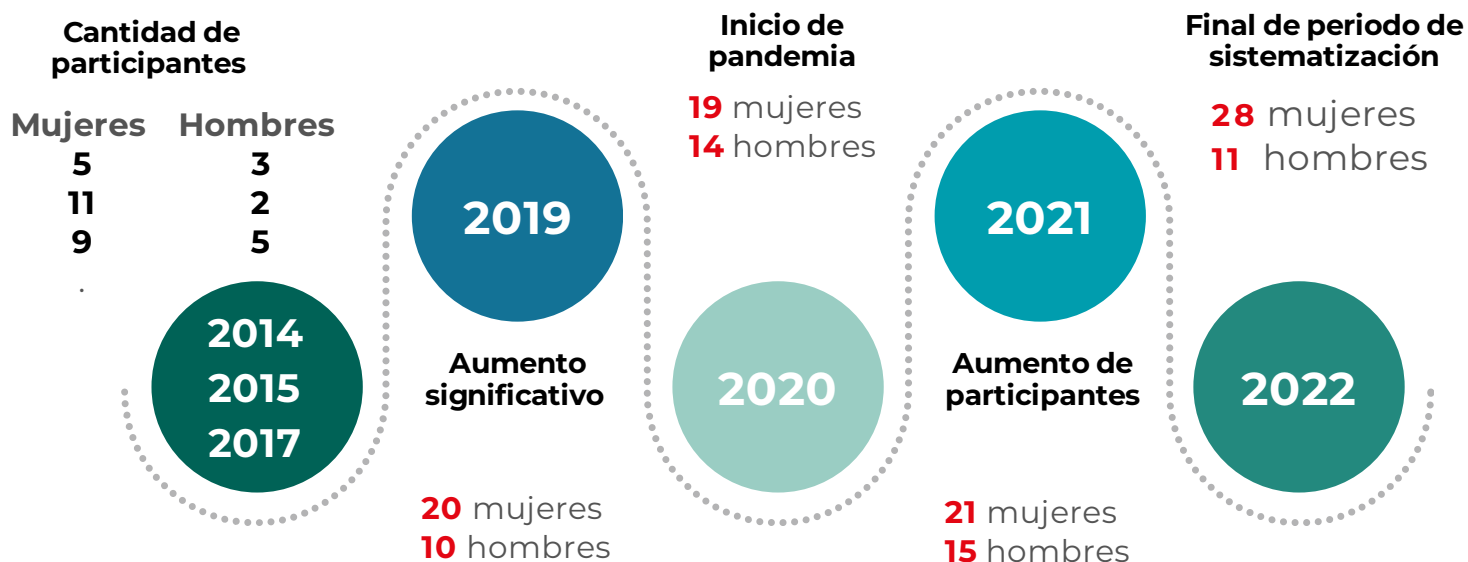 Cantidad de
participantes
Mujeres Hombres
5 3
11 2
9 5
.
2014
2015
2017
2019
Aumento
significativo
20 mujeres
10 hombres
Inicio de
pandemia
19 mujeres
14 hombres
2020
2021
Aumento de
participantes
21 mujeres
15 hombres
Final de periodo de
sistematización
28 mujeres
11 hombres
2022